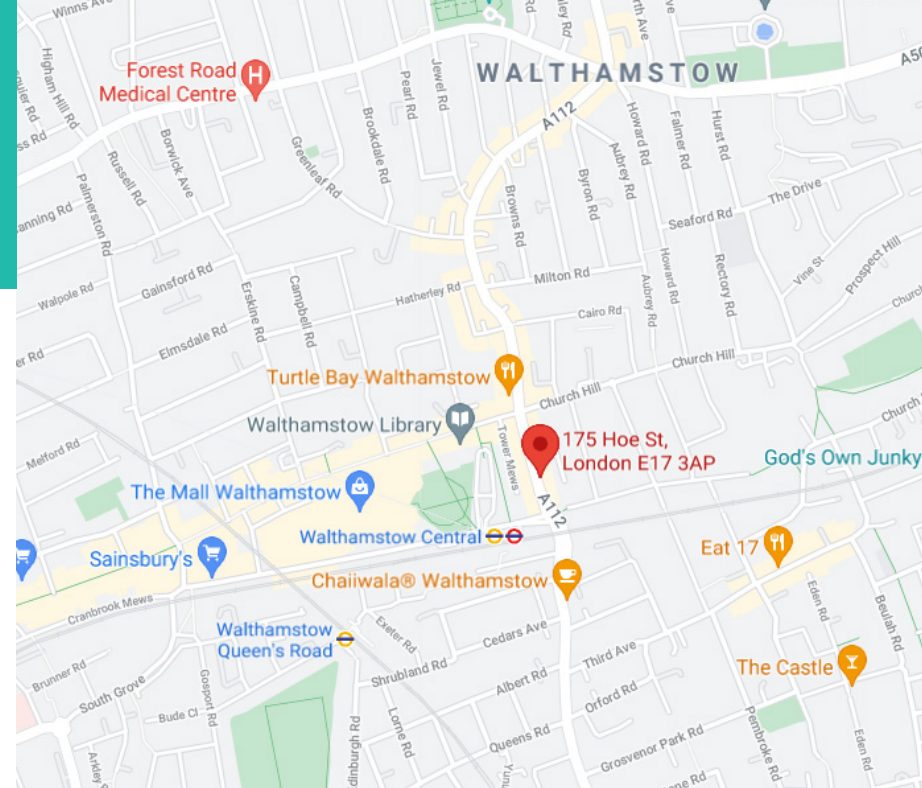 Winns Ave
Forest Road
Medical Centre
WALTHAMSTOW
Higham Hill Rd
Jewel Rd
Pearl Rd
Brookdale Rd
A112
Howard Rd
Falmer Rd
Hurst Rd
Borwick Ave
Russell Rd
Greenleaf Rd
Aubrey Rd
Byron Rd
Browns Rd
Palmerston Rd
The Drive
Seaford Rd
Rectory Rd
Vine St
Prospect Hill
Walpole Rd
Gainsford Rd
Erskine Rd
Campbell Rd
Hatherley Rd
Milton Rd
Howard Rd
Aubrey Rd
Cairo Rd
Elmsdale Rd
Church Hill
Turtle Bay Walthamstow
Church Hill
Walthamstow Library
Tower Mews
175 Hoe St,
London E17 3AP
God's Own Junky
Melford Rd
The Mall Walthamstow
A112
Walthamstow Central
Eat 17
Sainsbury's
Chaiiwala® Walthamstow
Cranbrook Mews
Eden Rd
Beulah Rd
Walthamstow
Queen's Road
Exeter Rd
Cedars Ave
Third Ave
Shrubland Rd
The Castle
Brunner Rd
South Grove
Gosport Rd
Albert Rd
Orford Rd
Bude Cl
Lorne Rd
Queens Rd
Pembroke Rd
Grosvenor Park Rd
Eden Rd